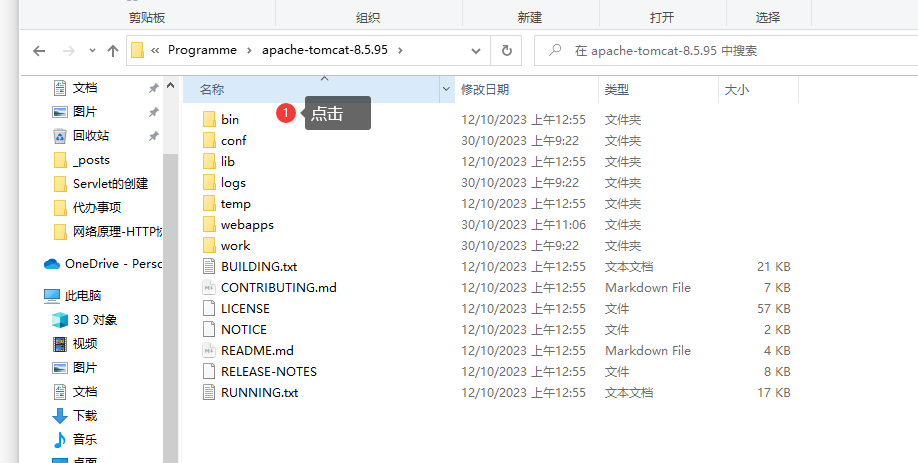 剪贴板 组织 新建 打开 选择
« Programme › apache-tomcat-8.5.95 › 在 apache-tomcat-8.5.95 中搜索
文档
图片
回收站
_posts
Servlet的创建
代办事项
网络原理-HTTP协
OneDrive - Perso
此电脑
3D 对象
视频
图片
文档
下载
音乐
桌面
名称 修改日期 类型 大小
1 点击
bin 12/10/2023 上午12:55 文件夹
conf 30/10/2023 上午9:22 文件夹
lib 12/10/2023 上午12:55 文件夹
logs 30/10/2023 上午9:22 文件夹
temp 12/10/2023 上午12:55 文件夹
webapps 30/10/2023 上午11:06 文件夹
work 30/10/2023 上午9:22 文件夹
BUILDING.txt 12/10/2023 上午12:55 文本文档 21 KB
CONTRIBUTING.md 12/10/2023 上午12:55 Markdown File 7 KB
LICENSE 12/10/2023 上午12:55 文件 57 KB
NOTICE 12/10/2023 上午12:55 文件 2 KB
README.md 12/10/2023 上午12:55 Markdown File 4 KB
RELEASE-NOTES 12/10/2023 上午12:55 文件 8 KB
RUNNING.txt 12/10/2023 上午12:55 文本文档 17 KB